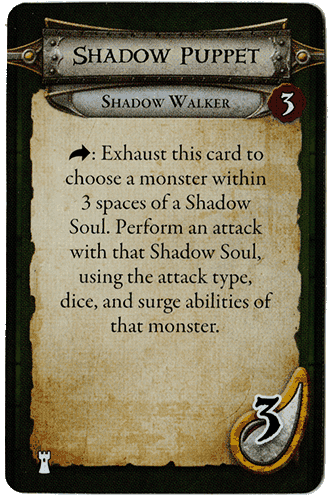 SHADOW PUPPET
SHADOW WALKER
3
: Exhaust this card to
choose a monster within
3 spaces of a Shadow
Soul. Perform an attack
with that Shadow Soul,
using the attack type,
dice, and surge abilities of
that monster.
3